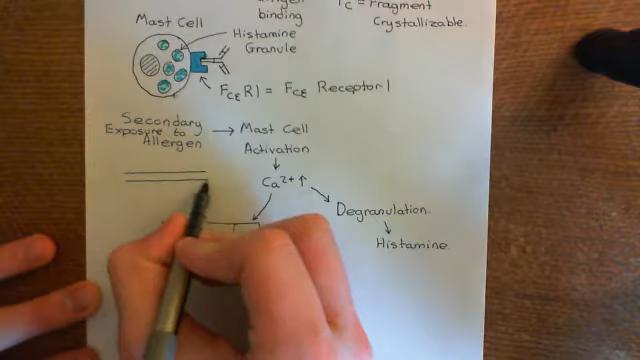 binding
Fc = Fragment
Crystallizable.
Mast Cell
Histamine
Granule
FcεRI = Fcε Receptor I
Secondary
Exposure to
Allergen
→ Mast Cell
Activation
↓
Ca2+ ↑
Degranulation.
↓
Histamine.